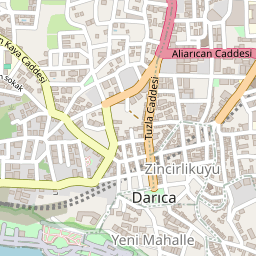 n Kaya Caddesi
sokak
Aliarıcan Caddesi
Tuzla Caddesi
Zincirlikuyu
Darıca
Yeni Mahalle